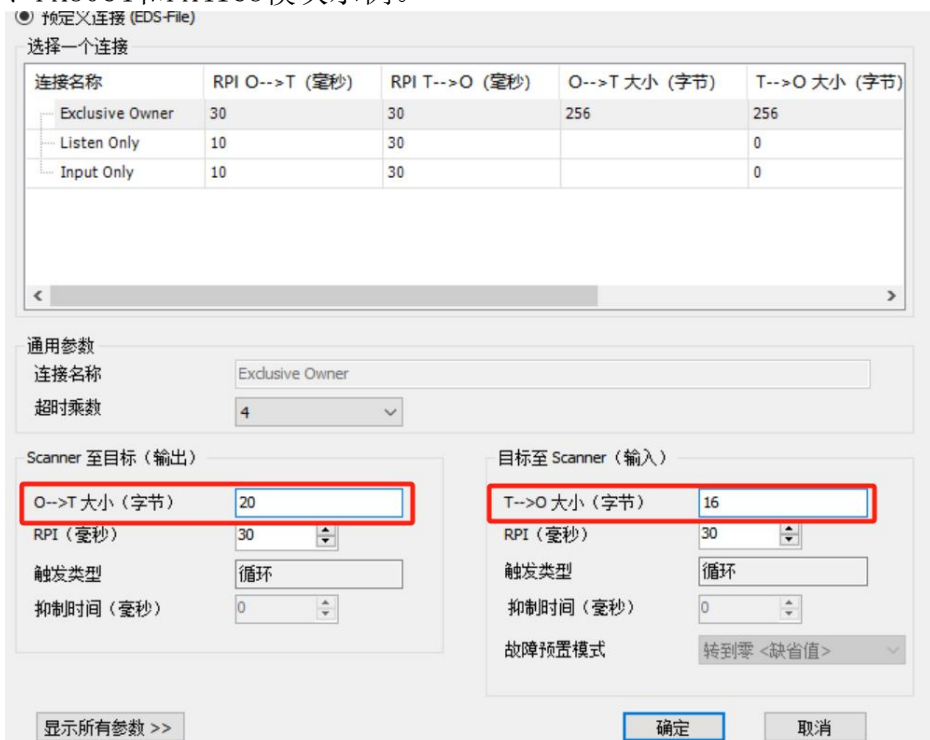 预定义连接 (EDS-File)
选择一个连接
连接名称 RPI O-->T (毫秒) RPI T-->O (毫秒) O-->T 大小 (字节) T-->O 大小 (字节)
Exclusive Owner 30 30 256 256
Listen Only 10 30 0
Input Only 10 30 0
通用参数
连接名称 Exclusive Owner
超时乘数 4
Scanner 至目标（输出） 目标至 Scanner（输入）
O-->T 大小（字节） 20 T-->O 大小（字节） 16
RPI（毫秒） 30 RPI（毫秒） 30
触发类型 循环 触发类型 循环
抑制时间（毫秒） 0 抑制时间（毫秒） 0
故障预置模式 转到零 <缺省值>
显示所有参数 >> 确定 取消